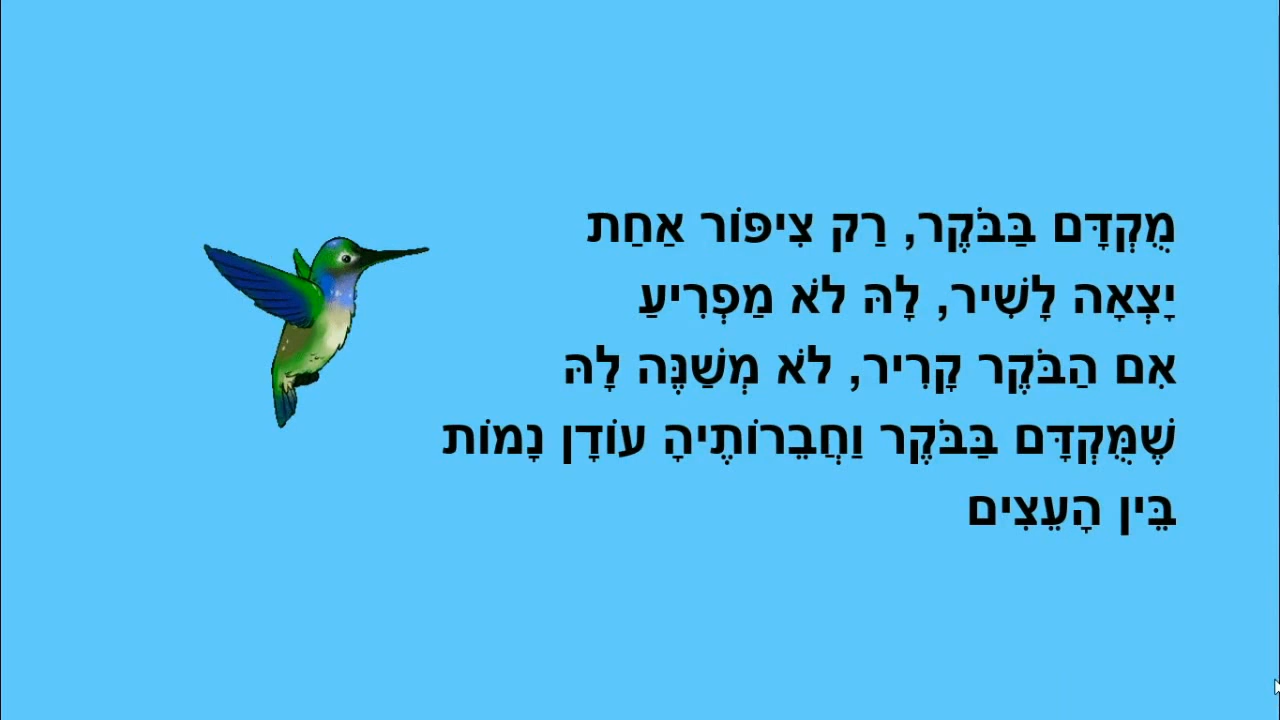 מֻקְדָּם בַּבֹּקֶר, רַק צִיפּוֹר אַחַת
יָצְאָה לָשִׁיר, לָהּ לֹא מַפְרִיעַ
אִם הַבֹּקֶר קָרִיר, לֹא מְשַׁנֶּה לָהּ
שֶׁמֻּקְדָּם בַּבֹּקֶר וַחֲבֵרוֹתֶיהָ עוֹדָן נָמוֹת
בֵּין הָעֵצִים